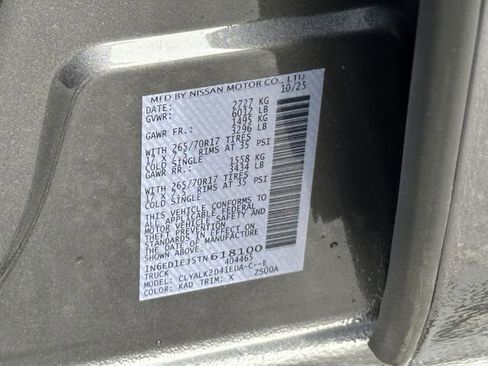 MFD BY NISSAN MOTOR CO., LTD
DATE: 10/25
GVWR: 2727 KG
6012 LB
GAWR FR.: 1495 KG
3296 LB
WITH 265/70R17 TIRES
17 X 7.5 RIMS AT 35 PSI
COLD SINGLE
GAWR RR.: 1558 KG
3434 LB
WITH 265/70R17 TIRES
17 X 7.5 RIMS AT 35 PSI
COLD SINGLE
THIS VEHICLE CONFORMS TO
ALL APPLICABLE FEDERAL
MOTOR VEHICLE SAFETY AND
THEFT STANDARDS IN
EFFECT ON THE DATE OF
MANUFACTURE
SHOWN ABOVE.
1N6ED1EJ5TN618100
TRUCK 404465
MODEL: CLYALK2D41EUA-C--E
COLOR: KAD TRIM: X Z500A